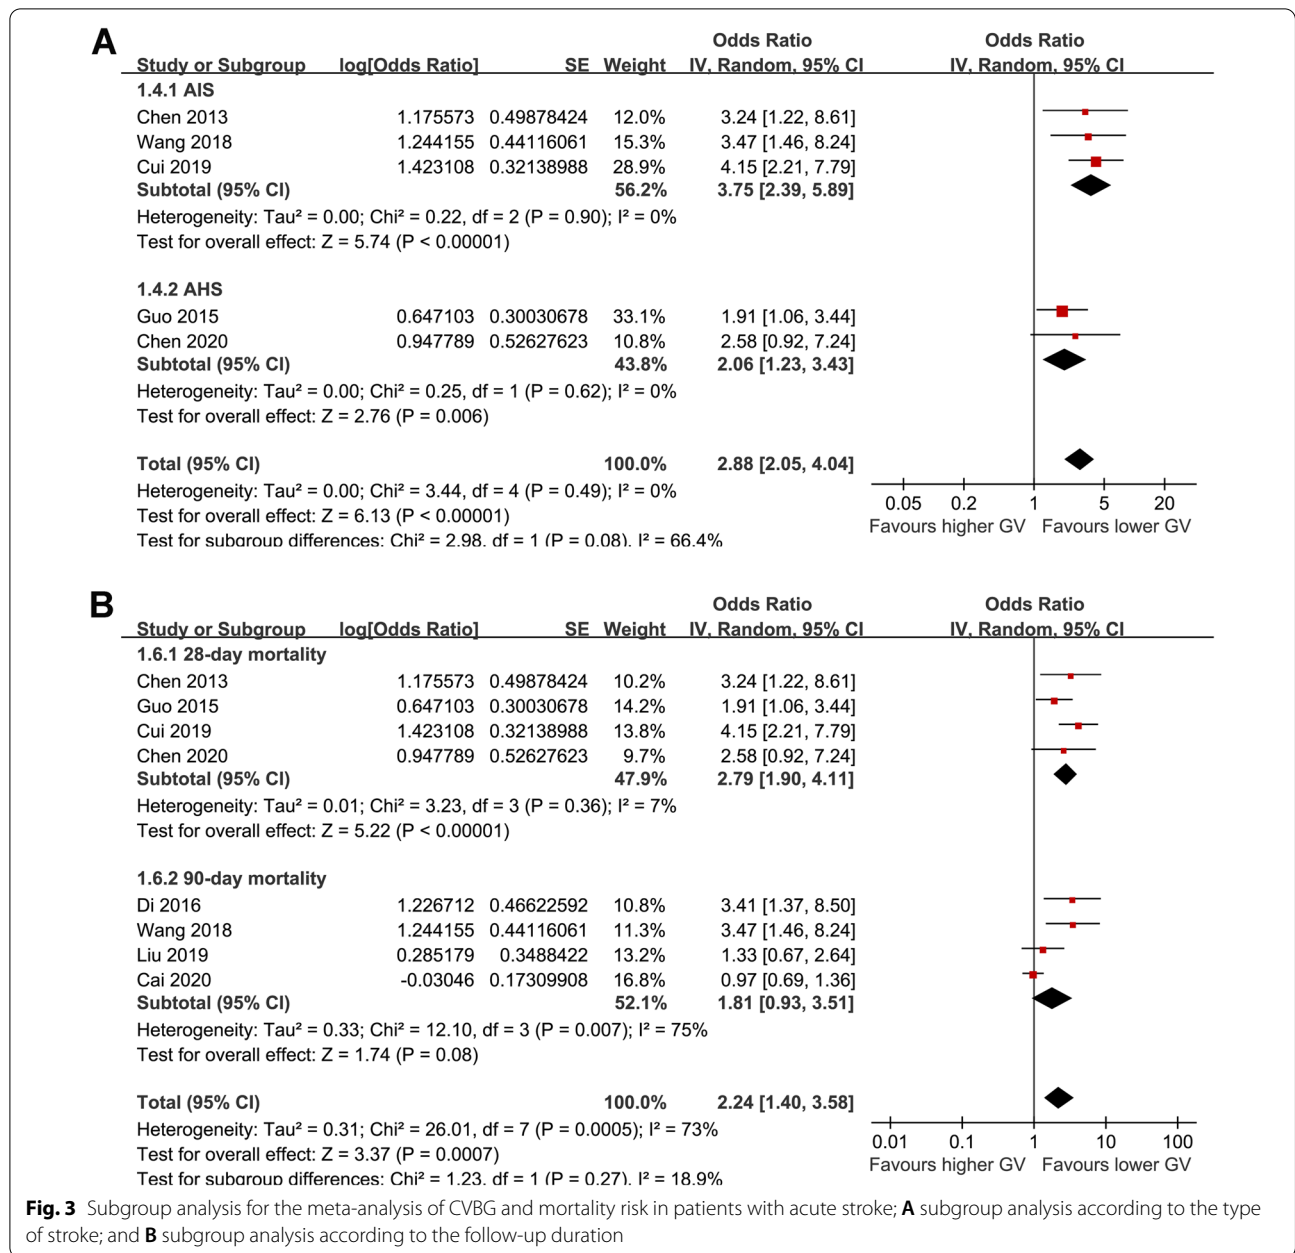 A
Odds Ratio Odds Ratio
Study or Subgroup log[Odds Ratio] SE Weight IV, Random, 95% CI IV, Random, 95% CI
1.4.1 AIS
Chen 2013 1.175573 0.49878424 12.0% 3.24 [1.22, 8.61]
Wang 2018 1.244155 0.44116061 15.3% 3.47 [1.46, 8.24]
Cui 2019 1.423108 0.32138988 28.9% 4.15 [2.21, 7.79]
Subtotal (95% CI) 56.2% 3.75 [2.39, 5.89]
Heterogeneity: Tau² = 0.00; Chi² = 0.22, df = 2 (P = 0.90); I² = 0%
Test for overall effect: Z = 5.74 (P < 0.00001)
1.4.2 AHS
Guo 2015 0.647103 0.30030678 33.1% 1.91 [1.06, 3.44]
Chen 2020 0.947789 0.52627623 10.8% 2.58 [0.92, 7.24]
Subtotal (95% CI) 43.8% 2.06 [1.23, 3.43]
Heterogeneity: Tau² = 0.00; Chi² = 0.25, df = 1 (P = 0.62); I² = 0%
Test for overall effect: Z = 2.76 (P = 0.006)
Total (95% CI) 100.0% 2.88 [2.05, 4.04]
Heterogeneity: Tau² = 0.00; Chi² = 3.44, df = 4 (P = 0.49); I² = 0%
Test for overall effect: Z = 6.13 (P < 0.00001)
Test for subgroup differences: Chi² = 2.98, df = 1 (P = 0.08), I² = 66.4%
0.05 0.2 1 5 20
Favours higher GV Favours lower GV
B
Odds Ratio Odds Ratio
Study or Subgroup log[Odds Ratio] SE Weight IV, Random, 95% CI IV, Random, 95% CI
1.6.1 28-day mortality
Chen 2013 1.175573 0.49878424 10.2% 3.24 [1.22, 8.61]
Guo 2015 0.647103 0.30030678 14.2% 1.91 [1.06, 3.44]
Cui 2019 1.423108 0.32138988 13.8% 4.15 [2.21, 7.79]
Chen 2020 0.947789 0.52627623 9.7% 2.58 [0.92, 7.24]
Subtotal (95% CI) 47.9% 2.79 [1.90, 4.11]
Heterogeneity: Tau² = 0.01; Chi² = 3.23, df = 3 (P = 0.36); I² = 7%
Test for overall effect: Z = 5.22 (P < 0.00001)
1.6.2 90-day mortality
Di 2016 1.226712 0.46622592 10.8% 3.41 [1.37, 8.50]
Wang 2018 1.244155 0.44116061 11.3% 3.47 [1.46, 8.24]
Liu 2019 0.285179 0.3488422 13.2% 1.33 [0.67, 2.64]
Cai 2020 -0.03046 0.17309908 16.8% 0.97 [0.69, 1.36]
Subtotal (95% CI) 52.1% 1.81 [0.93, 3.51]
Heterogeneity: Tau² = 0.33; Chi² = 12.10, df = 3 (P = 0.007); I² = 75%
Test for overall effect: Z = 1.74 (P = 0.08)
Total (95% CI) 100.0% 2.24 [1.40, 3.58]
Heterogeneity: Tau² = 0.31; Chi² = 26.01, df = 7 (P = 0.0005); I² = 73%
Test for overall effect: Z = 3.37 (P = 0.0007)
Test for subgroup differences: Chi² = 1.23, df = 1 (P = 0.27), I² = 18.9%
0.01 0.1 1 10 100
Favours higher GV Favours lower GV
Fig. 3 Subgroup analysis for the meta-analysis of CVBG and mortality risk in patients with acute stroke; A subgroup analysis according to the type
of stroke; and B subgroup analysis according to the follow-up duration